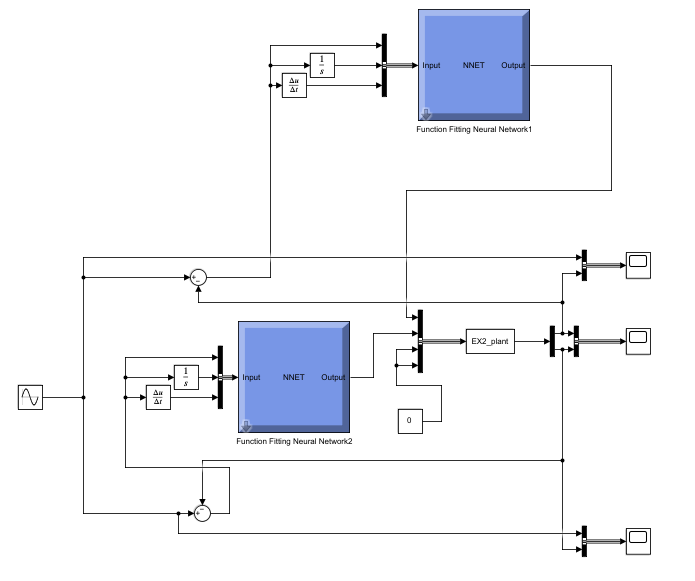 1
s
Δu
Δt
Input NNET Output
Function Fitting Neural Network1
+
−
EX2_plant
1
s
Δu
Δt
Input NNET Output
0
Function Fitting Neural Network2
+
−